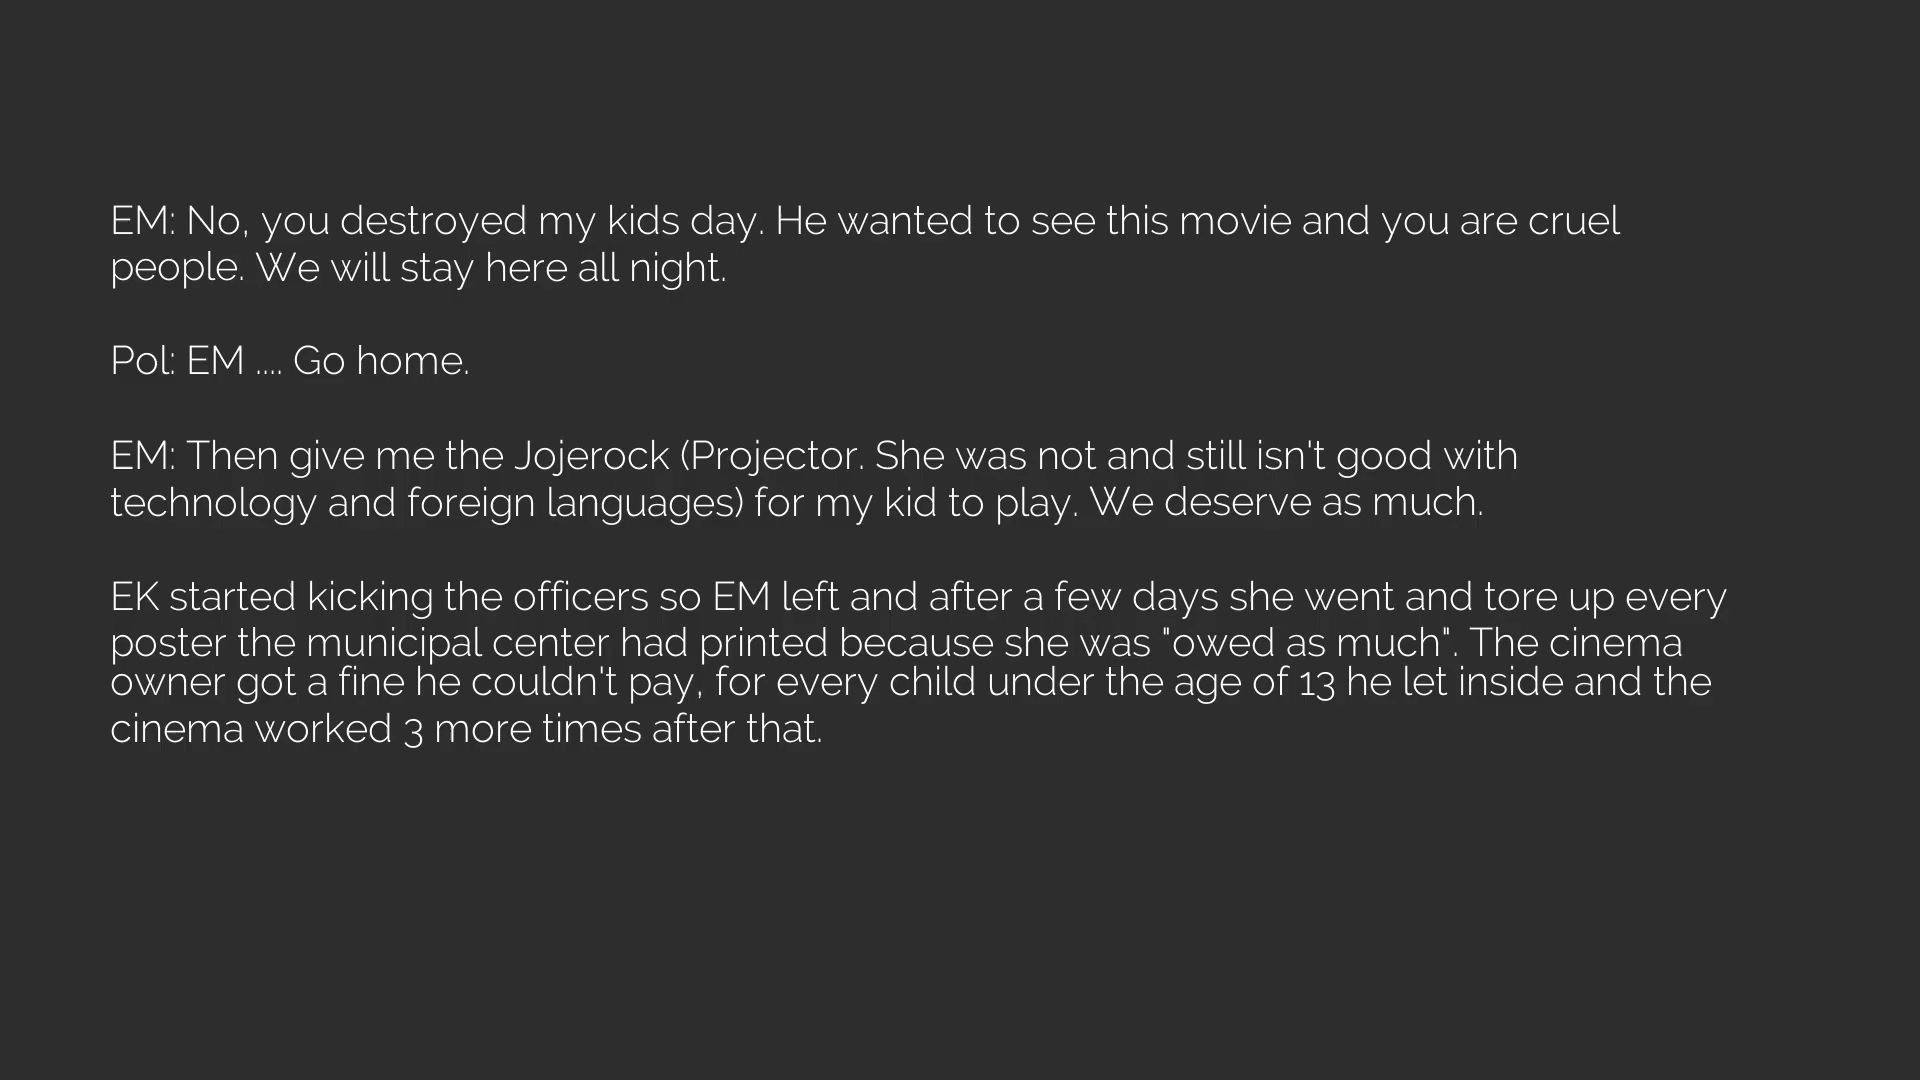 EM: No, you destroyed my kids day. He wanted to see this movie and you are cruel
people. We will stay here all night.
Pol: EM .... Go home.
EM: Then give me the Jojerock (Projector. She was not and still isn't good with
technology and foreign languages) for my kid to play. We deserve as much.
EK started kicking the officers so EM left and after a few days she went and tore up every
poster the municipal center had printed because she was "owed as much". The cinema
owner got a fine he couldn't pay, for every child under the age of 13 he let inside and the
cinema worked 3 more times after that.